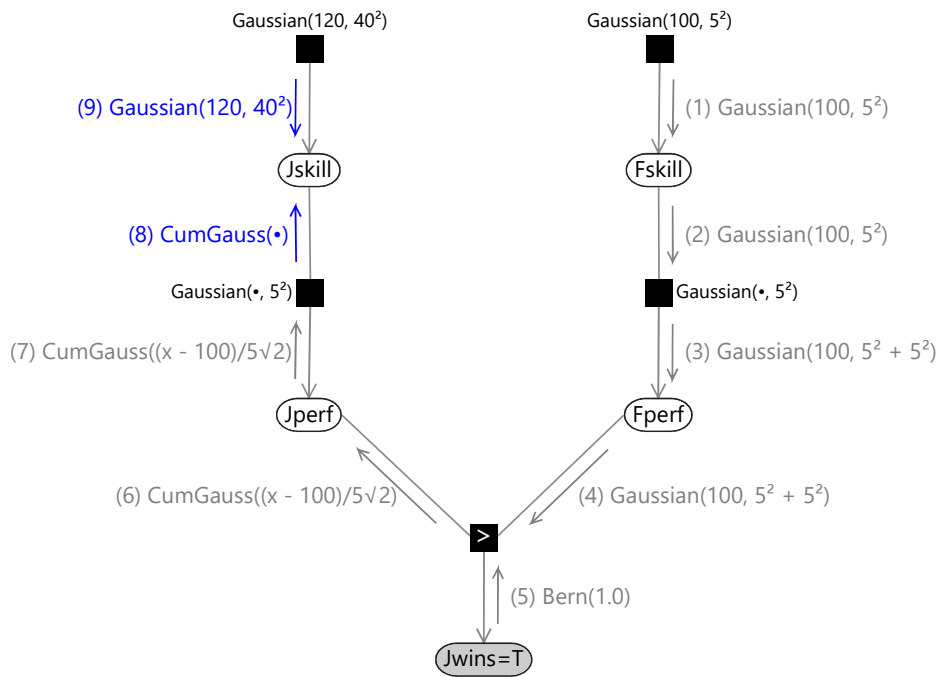 Gaussian(120, 40²)
Gaussian(100, 5²)
(9) Gaussian(120, 40²)
(1) Gaussian(100, 5²)
Jskill
Fskill
(8) CumGauss(•)
(2) Gaussian(100, 5²)
Gaussian(•, 5²)
Gaussian(•, 5²)
(7) CumGauss((x - 100)/5√2)
(3) Gaussian(100, 5² + 5²)
Jperf
Fperf
(6) CumGauss((x - 100)/5√2)
(4) Gaussian(100, 5² + 5²)
>
(5) Bern(1.0)
Jwins=T